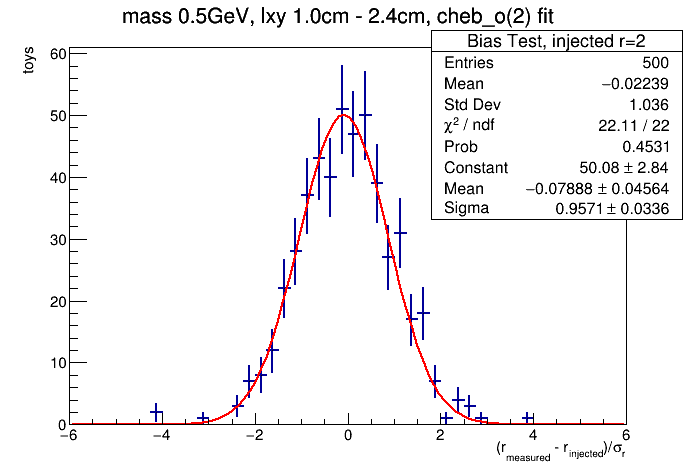 mass 0.5GeV, lxy 1.0cm - 2.4cm, cheb_o(2) fit
Bias Test, injected r=2
Entries 500
Mean −0.02239
Std Dev 1.036
χ² / ndf 22.11 / 22
Prob 0.4531
Constant 50.08 ± 2.84
Mean −0.07888 ± 0.04564
Sigma 0.9571 ± 0.0336
toys
60
50
40
30
20
10
0
−6 −4 −2 0 2 4 6
(r_measured - r_injected)/σ_r